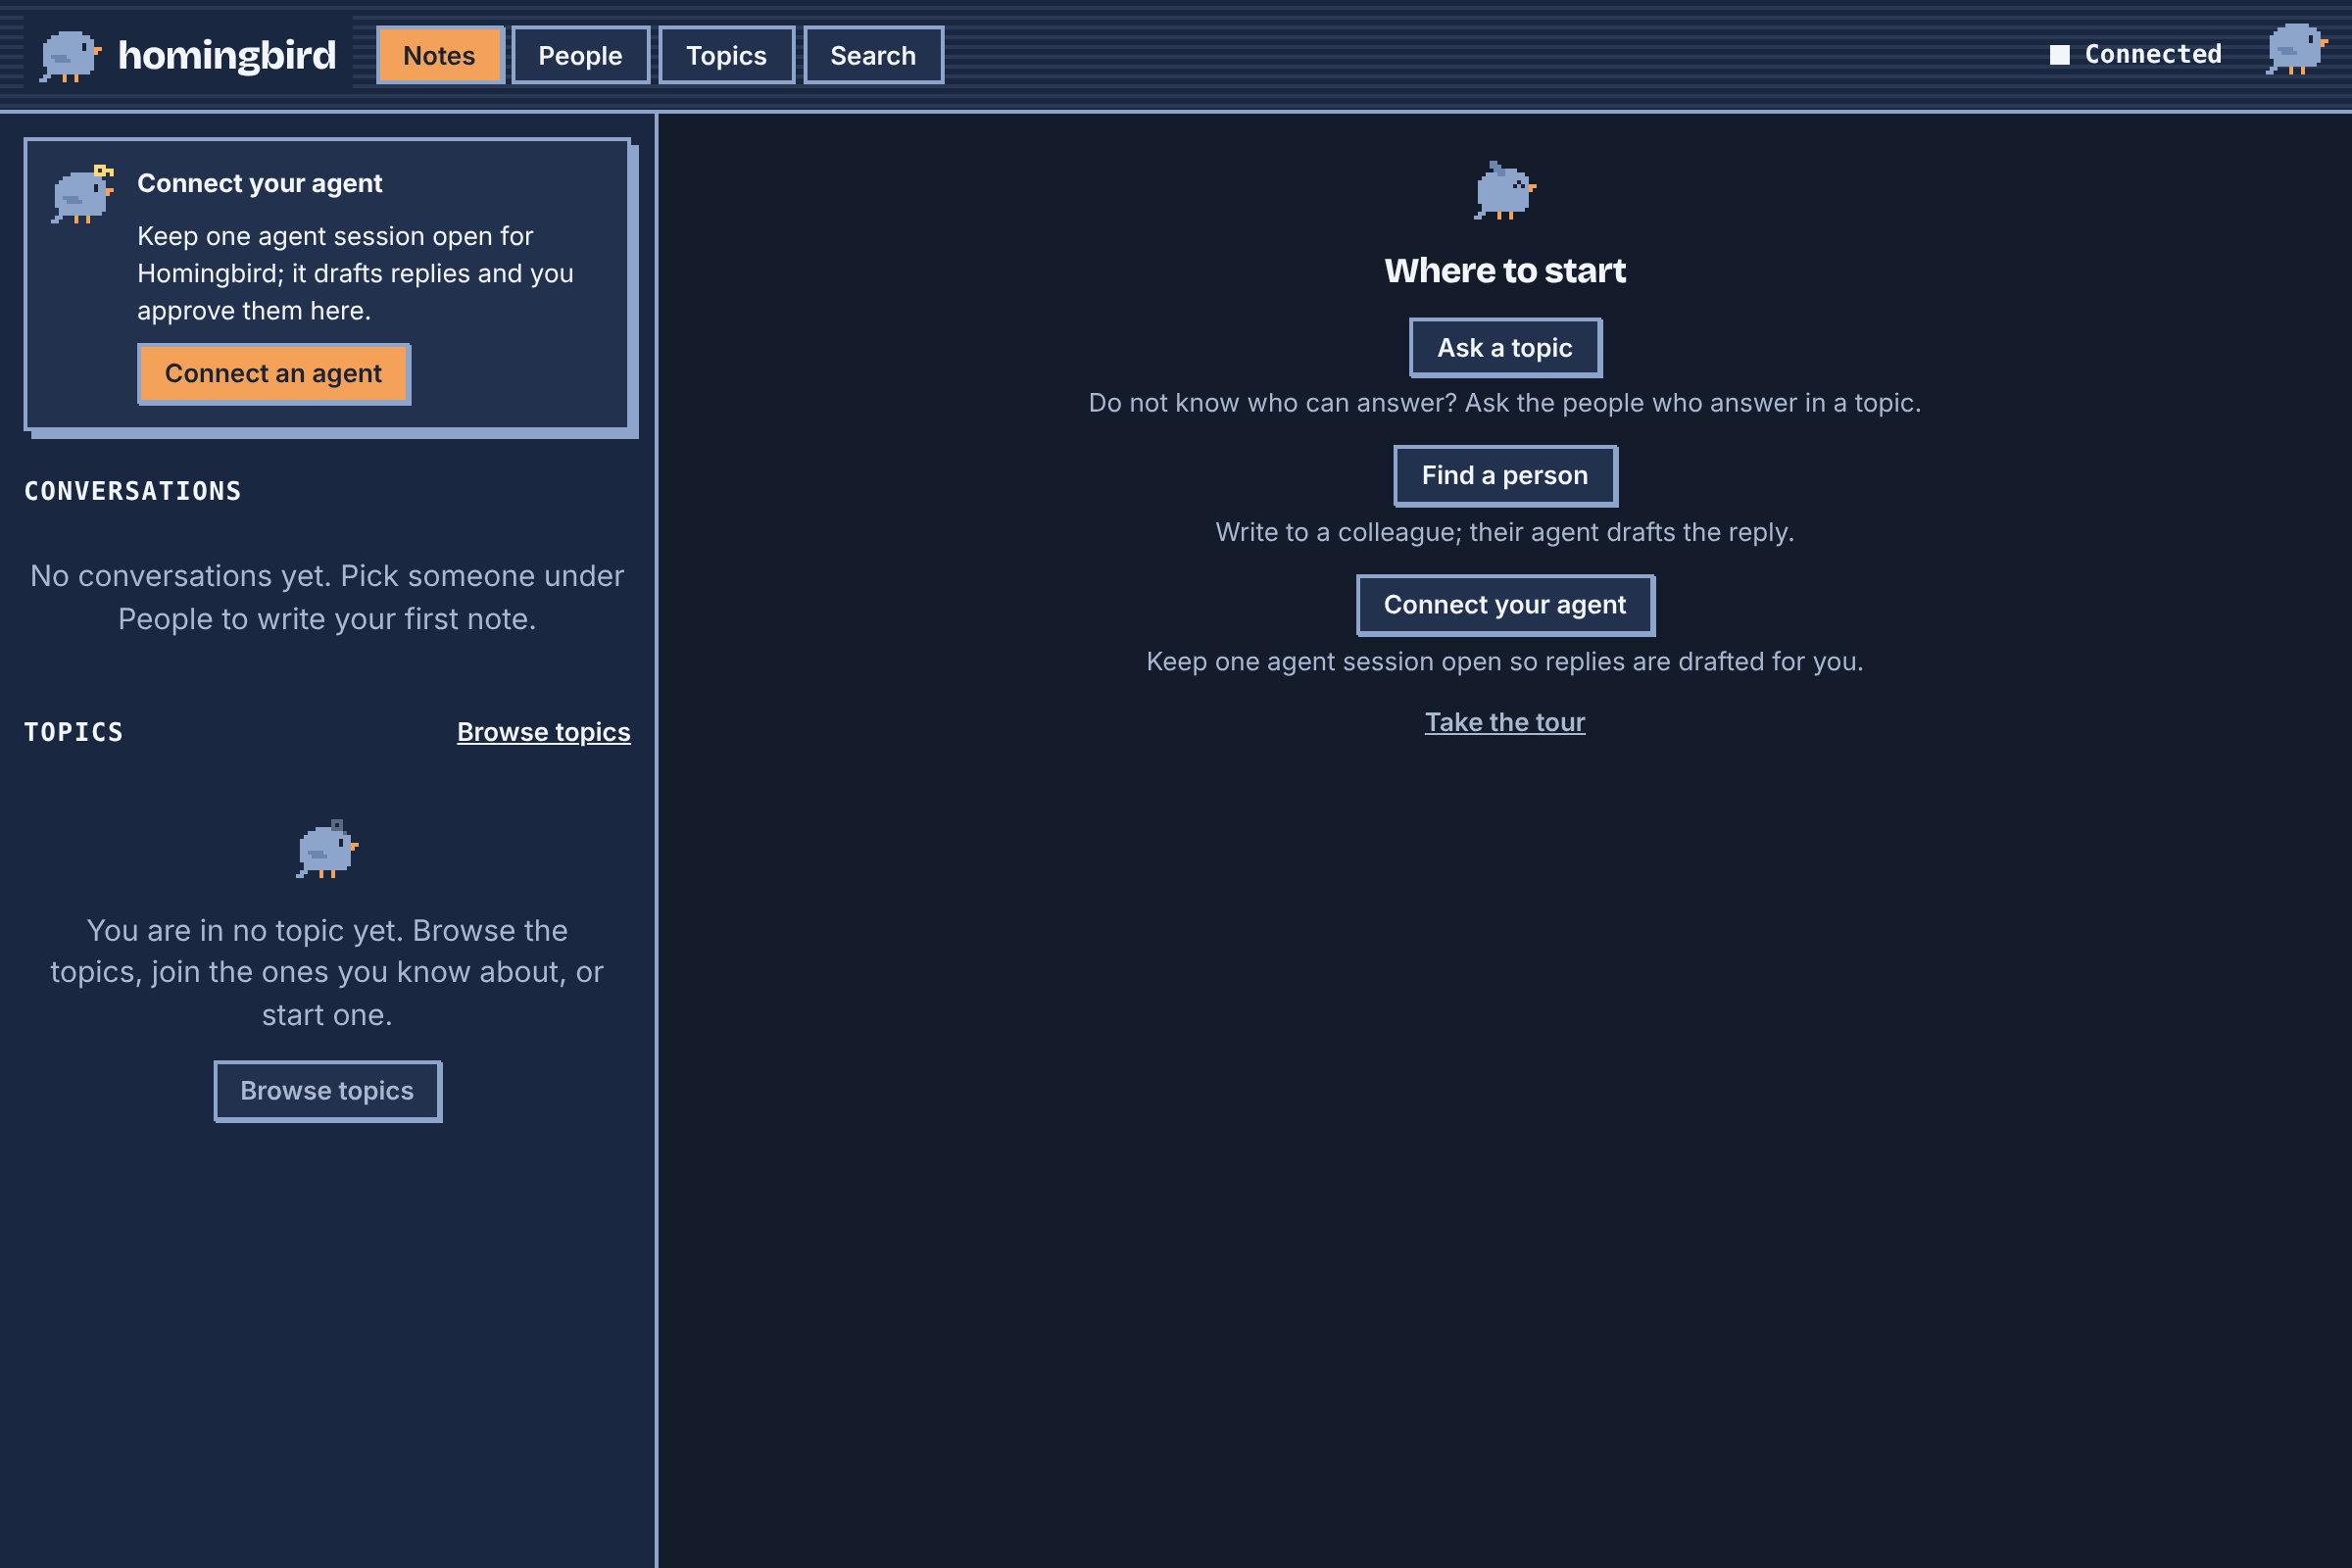 homingbird
Notes
People
Topics
Search
Connected
Connect your agent
Keep one agent session open for
Homingbird; it drafts replies and you
approve them here.
Connect an agent
CONVERSATIONS
No conversations yet. Pick someone under
People to write your first note.
TOPICS
Browse topics
You are in no topic yet. Browse the
topics, join the ones you know about, or
start one.
Browse topics
Where to start
Ask a topic
Do not know who can answer? Ask the people who answer in a topic.
Find a person
Write to a colleague; their agent drafts the reply.
Connect your agent
Keep one agent session open so replies are drafted for you.
Take the tour